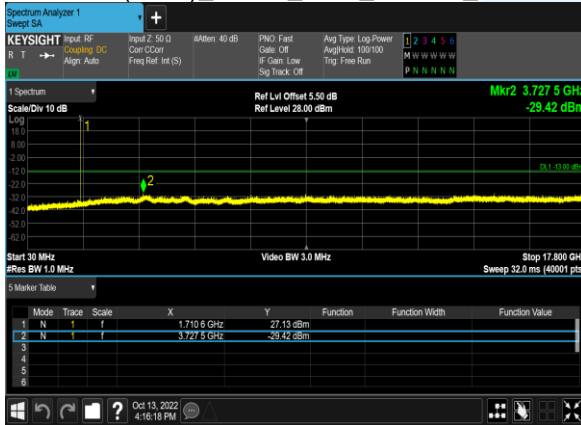 Spectrum Analyzer 1
Swept SA
+
KEYSIGHT Input: RF Input Z: 50 Ω #Atten: 40 dB PNO: Fast Avg Type: Log-Power 1 2 3 4 5 6
R T Coupling: DC Corr CCorr Gate: Off Avg|Hold: 100/100 M W W W W W
Align: Auto Freq Ref: Int (S) IF Gain: Low Trig: Free Run
LW Sig Track: Off P N N N N N
1 Spectrum Ref Lvl Offset 5.50 dB Mkr2 3.727 5 GHz
Scale/Div 10 dB Ref Level 28.00 dBm -29.42 dBm
Log
18.0
8.00
-2.00
-12.0
-22.0
-32.0
-42.0
-52.0
-62.0
1
2
DL1 -13.00 dBm
Start 30 MHz Video BW 3.0 MHz Stop 17.800 GH
#Res BW 1.0 MHz Sweep 32.0 ms (40001 pts
5 Marker Table
Mode Trace Scale X Y Function Function Width Function Value
1 N 1 f 1.710 6 GHz 27.13 dBm
2 N 1 f 3.727 5 GHz -29.42 dBm
3
4
5
6
? Oct 13, 2022
4:16:18 PM